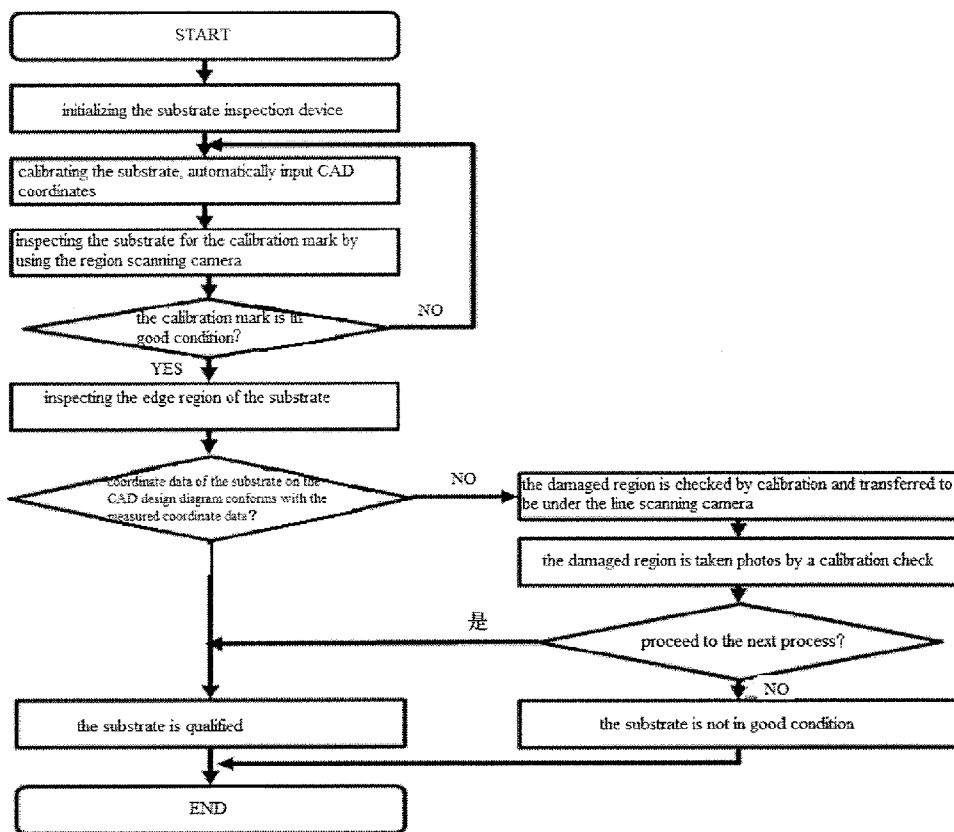 START
initializing the substrate inspection device
calibrating the substrate, automatically input CAD
coordinates
inspecting the substrate for the calibration mark by
using the region scanning camera
the calibration mark is in
good condition?
NO
YES
inspecting the edge region of the substrate
coordinate data of the substrate on the
CAD design diagram conforms with the
measured coordinate data?
NO
the damaged region is checked by calibration and transferred to
be under the line scanning camera
the damaged region is taken photos by a calibration check
proceed to the next process?
是
NO
the substrate is qualified
the substrate is not in good condition
END